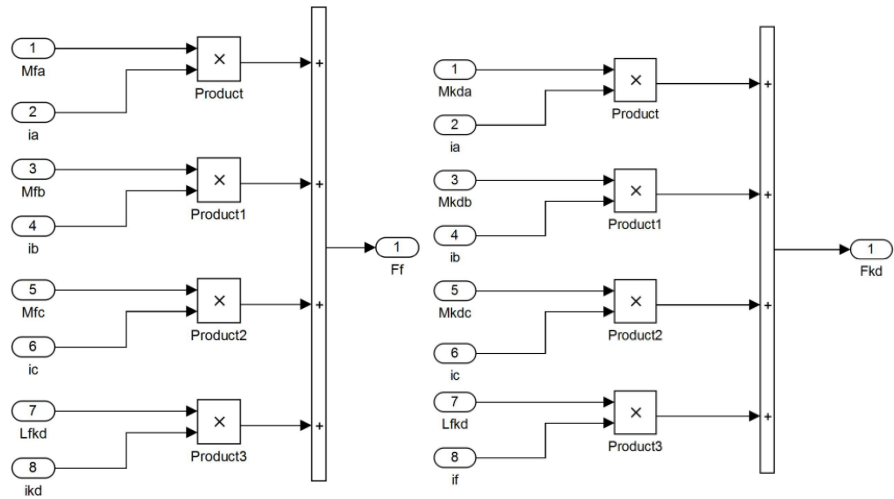 1
Mfa
2
ia
×
Product
3
Mfb
4
ib
×
Product1
5
Mfc
6
ic
×
Product2
7
Lfkd
8
ikd
×
Product3
+
+
+
+
1
Ff
1
Mkda
2
ia
×
Product
3
Mkdb
4
ib
×
Product1
5
Mkdc
6
ic
×
Product2
7
Lfkd
8
if
×
Product3
+
+
+
+
1
Fkd